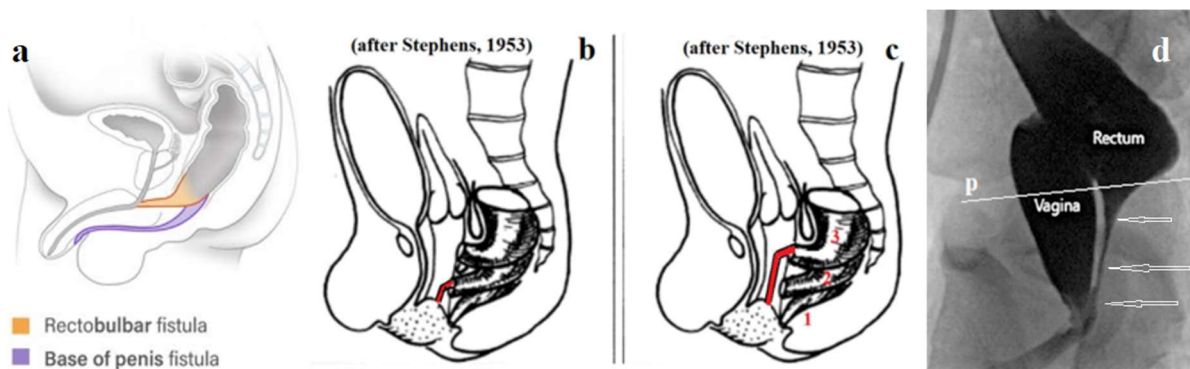 a
Rectobulbar fistula
Base of penis fistula
(after Stephens, 1953)
b
(after Stephens, 1953)
c
3
2
1
d
Rectum
p
Vagina